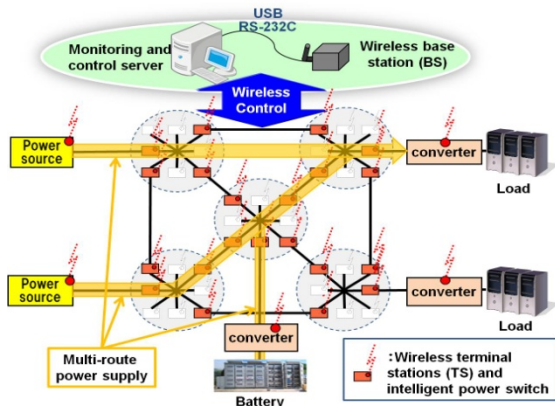 USB
RS-232C
Monitoring and
control server
Wireless base
station (BS)
Wireless
Control
Power
source
converter
Load
Power
source
converter
Load
Multi-route
power supply
converter
Battery
:Wireless terminal
stations (TS) and
intelligent power switch